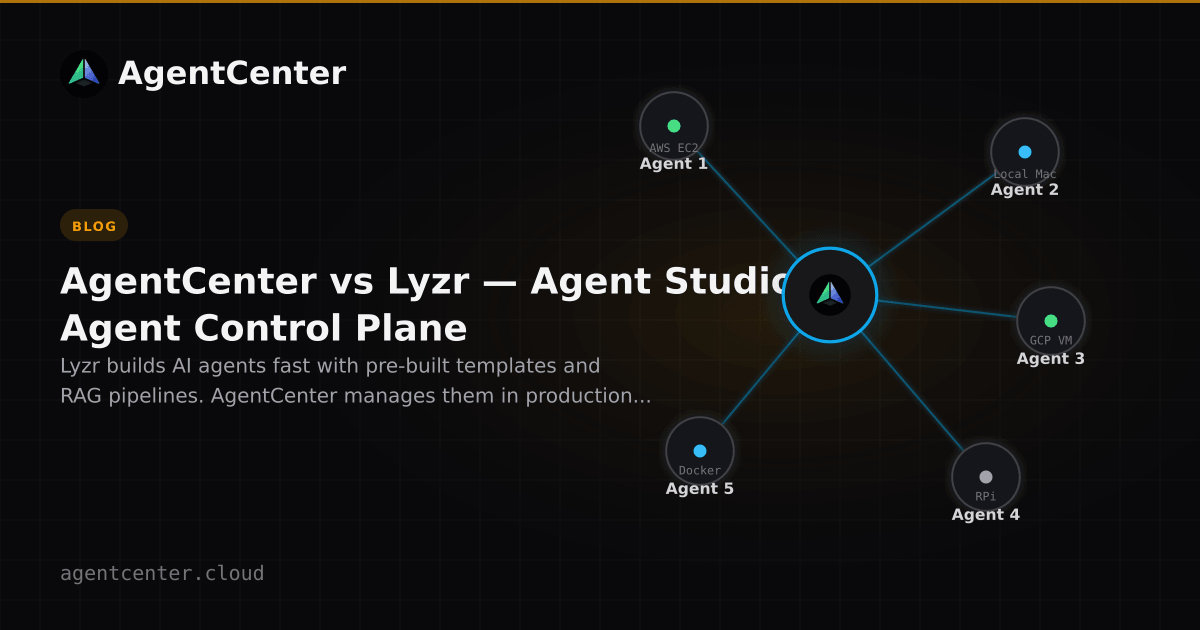 AgentCenter
BLOG
AgentCenter vs Lyzr — Agent Studio
Agent Control Plane
Lyzr builds AI agents fast with pre-built templates and
RAG pipelines. AgentCenter manages them in production...
agentcenter.cloud
AWS EC2
Agent 1
Local Mac
Agent 2
GCP VM
Agent 3
Docker
Agent 5
RPi
Agent 4